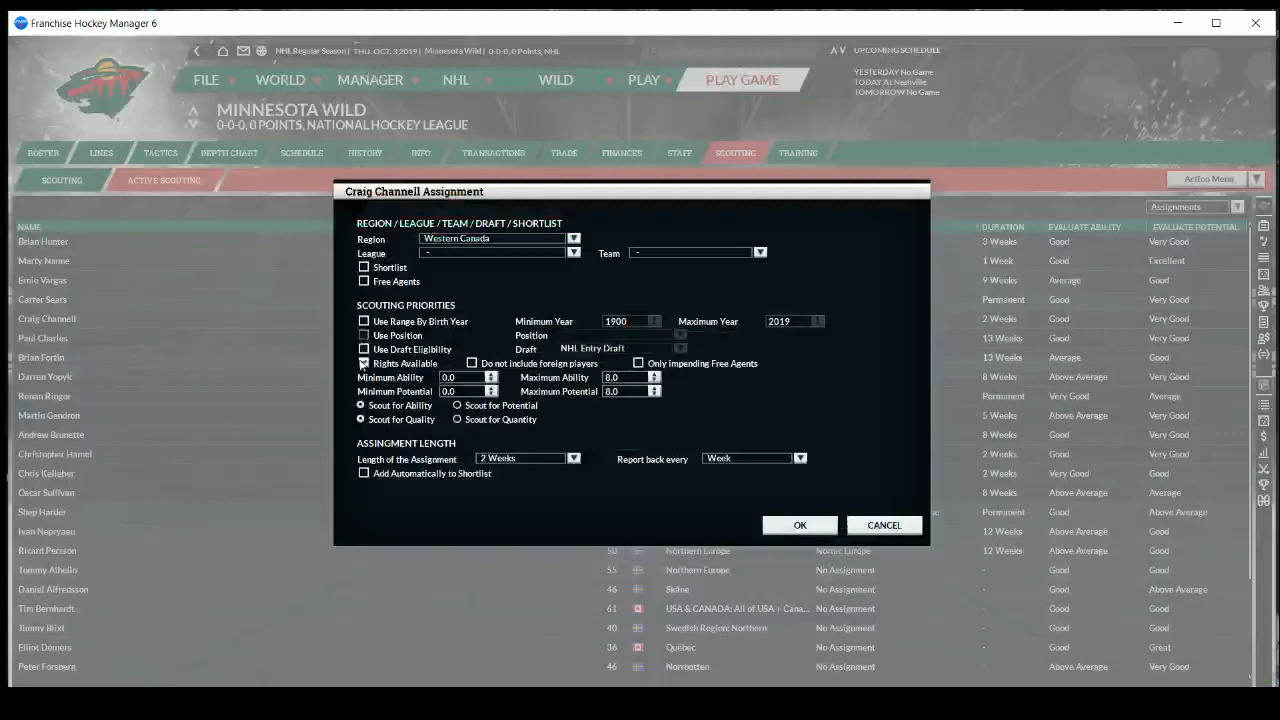 Franchise Hockey Manager 6
NHL Regular Season | THU. OCT. 3 2019 | Minnesota Wild | 0-0-0, 0 Points, NHL
UPCOMING SCHEDULE
FILE WORLD MANAGER NHL WILD PLAY PLAY GAME
YESTERDAY No Game
TODAY At Nashville
TOMORROW No Game
MINNESOTA WILD
0-0-0, 0 POINTS, NATIONAL HOCKEY LEAGUE
ROSTER LINES TACTICS DEPTH CHART SCHEDULE HISTORY INFO TRANSACTIONS TRADE FINANCES STAFF SCOUTING TRAINING
SCOUTING ACTIVE SCOUTING Action Menu
Assignments
NAME DURATION EVALUATE ABILITY EVALUATE POTENTIAL
Brian Hunter 3 Weeks Good Very Good
Marty Nanne 1 Week Good Excellent
Ernie Vargas 9 Weeks Average Good
Carter Sears Permanent Good Very Good
Craig Channell 2 Weeks Good Very Good
Paul Charles 13 Weeks Good Very Good
Brian Fortin 13 Weeks Average Good
Darren Yopyk 8 Weeks Above Average Very Good
Ronan Ringor Permanent Very Good Average
Martin Gendron 5 Weeks Above Average Very Good
Andrew Brunette 8 Weeks Good Very Good
Christopher Hamel 2 Weeks Good Very Good
Chris Kelleher 2 Weeks Very Good Good
Oscar Sullivan 8 Weeks Above Average Average
Shep Harder Permanent Good Above Average
Ivan Nepryaev 12 Weeks Above Average Good
Ricard Persson 50 Northern Europe Nordic Europe 12 Weeks Above Average Good
Tommy Albelin 55 Northern Europe No Assignment - Good Good
Daniel Alfredsson 46 Skåne No Assignment - Good Above Average
Tim Bernhardt 61 USA & CANADA: All of USA + Cana... No Assignment - Good Good
Jimmy Blixt 40 Swedish Region: Northern No Assignment - Good Good
Elliot Demers 36 Québec No Assignment - Good Great
Peter Forsberg 46 Norrbotten No Assignment - Above Average Very Good
Craig Channell Assignment
REGION / LEAGUE / TEAM / DRAFT / SHORTLIST
Region Western Canada
League - Team -
Shortlist
Free Agents
SCOUTING PRIORITIES
Use Range By Birth Year Minimum Year 1900 Maximum Year 2019
Use Position Position
Use Draft Eligibility Draft NHL Entry Draft
Rights Available Do not include foreign players Only impending Free Agents
Minimum Ability 0.0 Maximum Ability 8.0
Minimum Potential 0.0 Maximum Potential 8.0
Scout for Ability Scout for Potential
Scout for Quality Scout for Quantity
ASSINGMENT LENGTH
Length of the Assignment 2 Weeks Report back every Week
Add Automatically to Shortlist
OK CANCEL